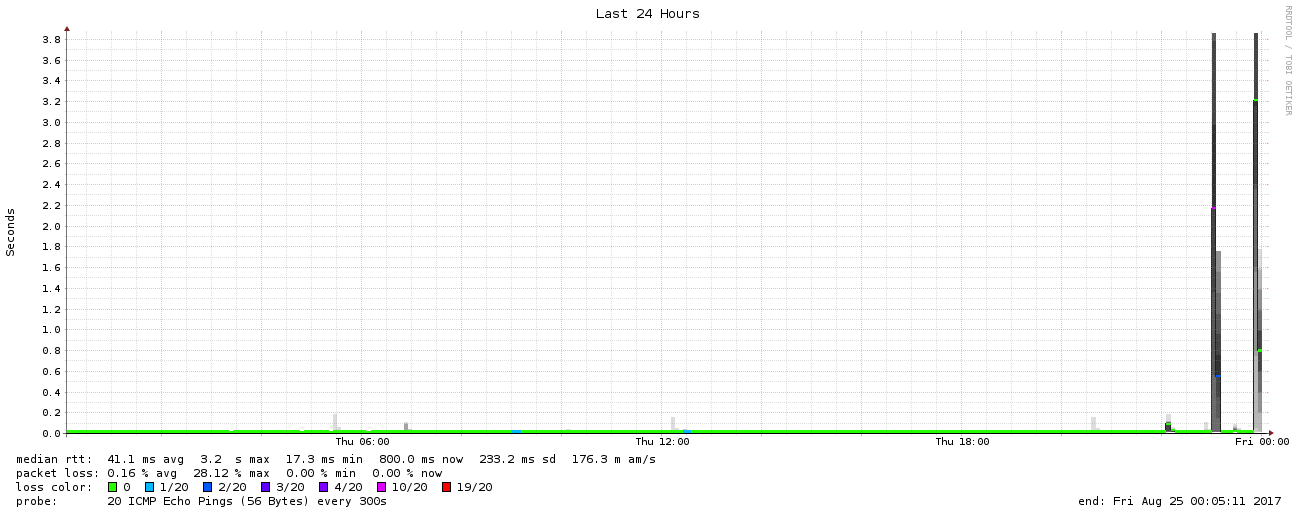 Last 24 Hours
RRDTOOL / TOBI OETIKER
Seconds
3.8
3.6
3.4
3.2
3.0
2.8
2.6
2.4
2.2
2.0
1.8
1.6
1.4
1.2
1.0
0.8
0.6
0.4
0.2
0.0
Thu 06:00 Thu 12:00 Thu 18:00 Fri 00:00
median rtt: 41.1 ms avg 3.2 s max 17.3 ms min 800.0 ms now 233.2 ms sd 176.3 m am/s
packet loss: 0.16 % avg 28.12 % max 0.00 % min 0.00 % now
loss color: 0 1/20 2/20 3/20 4/20 10/20 19/20
probe: 20 ICMP Echo Pings (56 Bytes) every 300s end: Fri Aug 25 00:05:11 2017